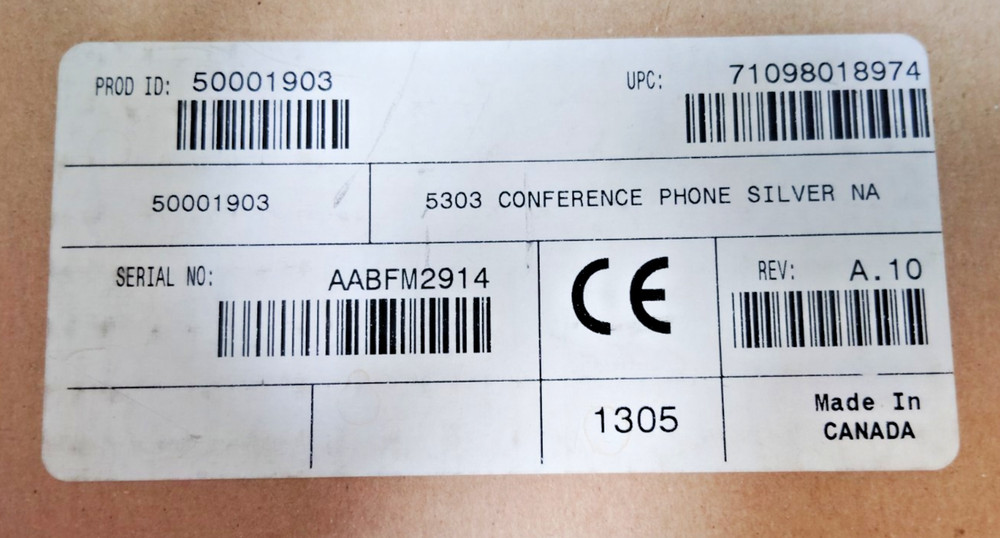 PROD ID: 50001903
UPC: 71098018974
50001903
5303 CONFERENCE PHONE SILVER NA
SERIAL NO: AABFM2914
CE
REV: A.10
1305
Made In
CANADA